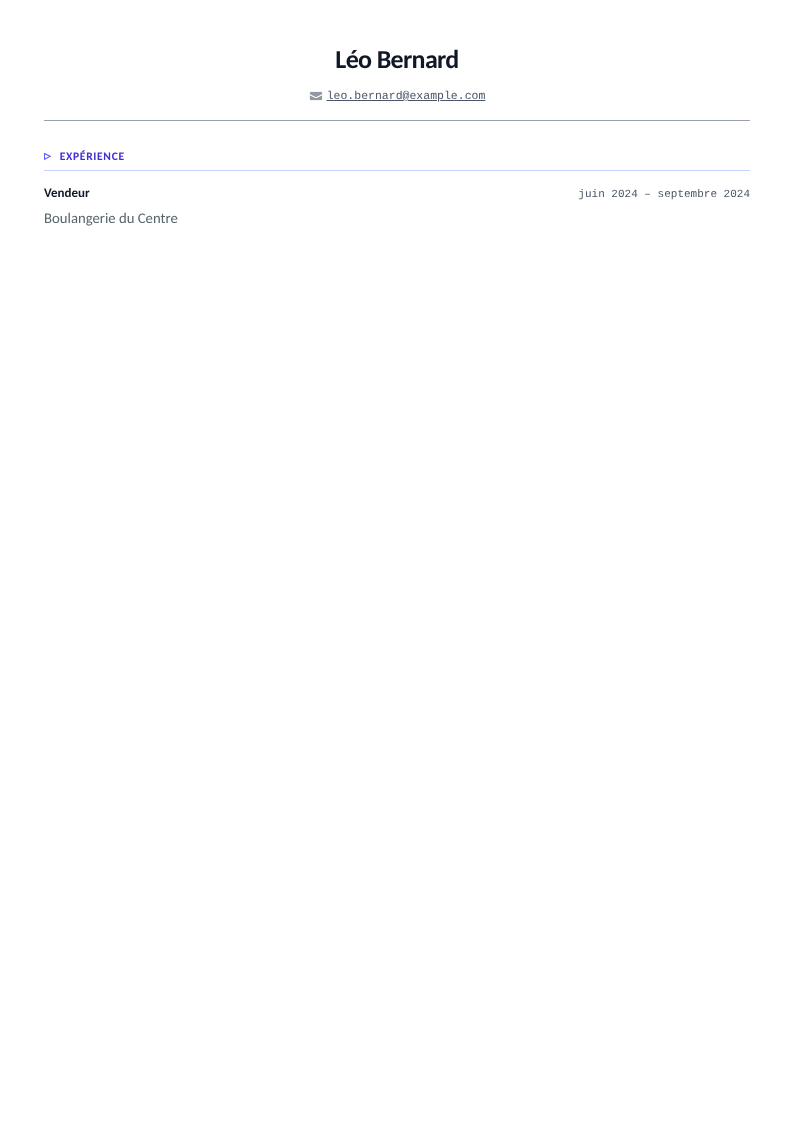 Léo Bernard
leo.bernard@example.com
EXPÉRIENCE
Vendeur juin 2024 – septembre 2024
Boulangerie du Centre